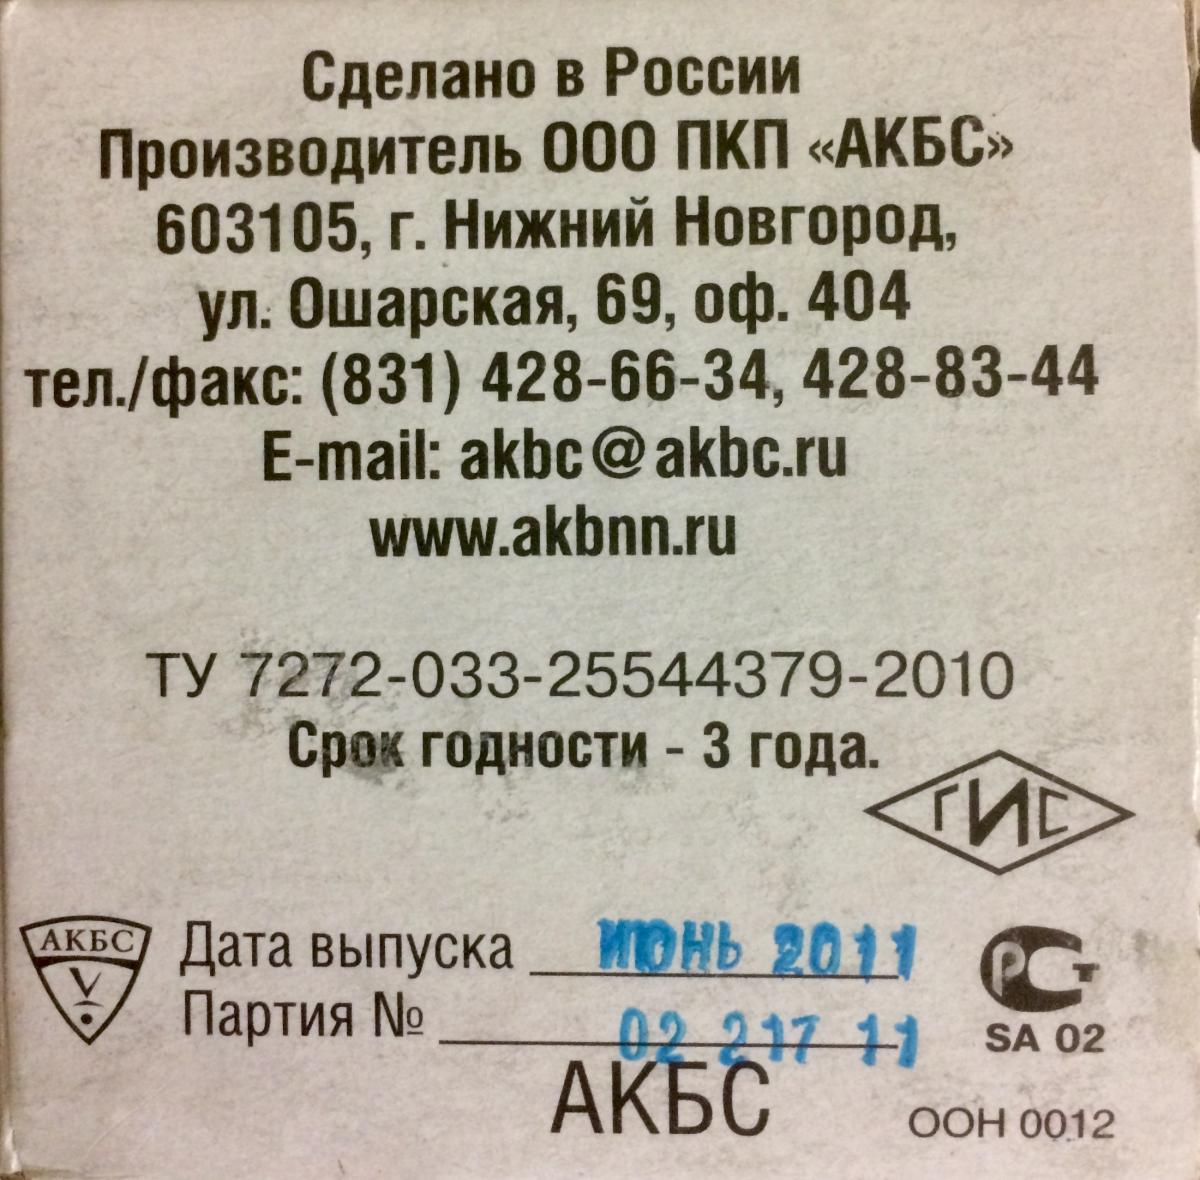 Сделано в России
Производитель ООО ПКП «АКБС»
603105, г. Нижний Новгород,
ул. Ошарская, 69, оф. 404
тел./факс: (831) 428-66-34, 428-83-44
E-mail: akbc@akbc.ru
www.akbnn.ru
ТУ 7272-033-25544379-2010
Срок годности - 3 года.
ГИС
АКБС
Дата выпуска ИЮНЬ 2011
Партия № 02 217 11
РСТ
SA 02
АКБС
ООН 0012